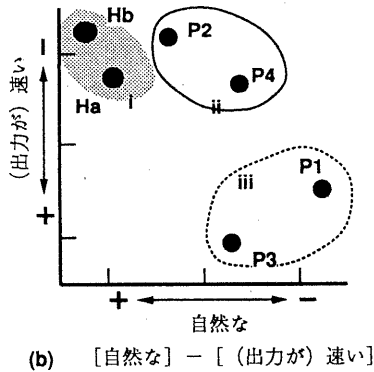 Hb
P2
P4
Ha
i
ii
(出力が) 速い
−
+
iii
P1
P3
+
−
自然な
(b) [自然な] − [ (出力が) 速い]